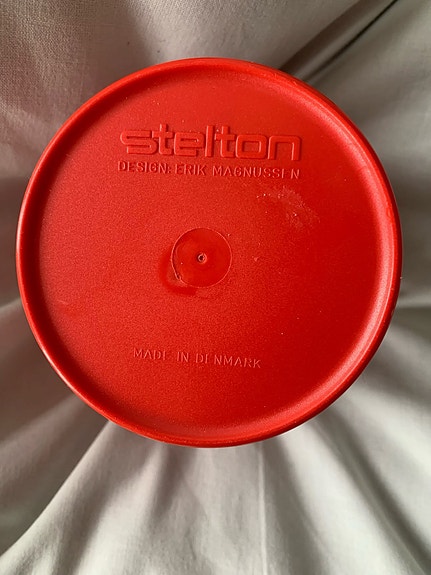 stelton
DESIGN: ERIK MAGNUSSEN
MADE IN DENMARK